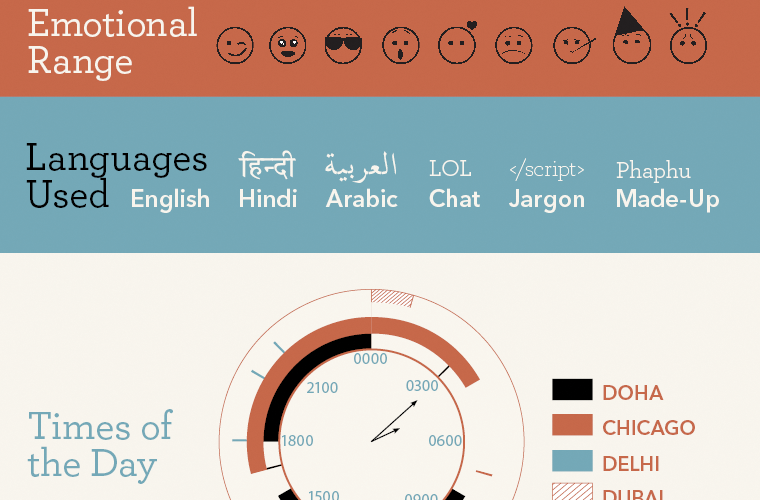 Emotional
Range
Languages
Used
English
हिन्दी
Hindi
العربية
Arabic
LOL
Chat
</script>
Jargon
Phaphu
Made-Up
Times of
the Day
0000
0300
0600
0900
1500
1800
2100
DOHA
CHICAGO
DELHI
DUBAI